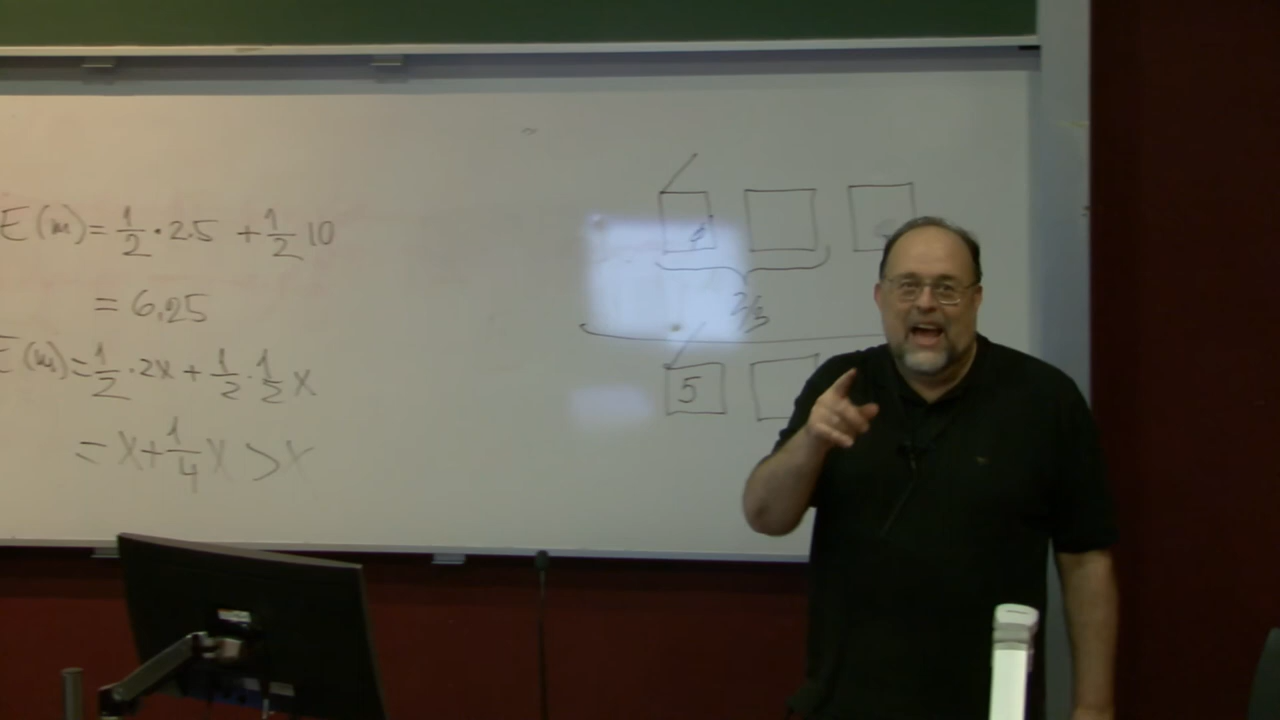 E(m) = 1/2 · 2.5 + 1/2 10
= 6.25
E(m) = 1/2 · 2x + 1/2 · 1/2 x
= x + 1/4 x > x
2/3
5